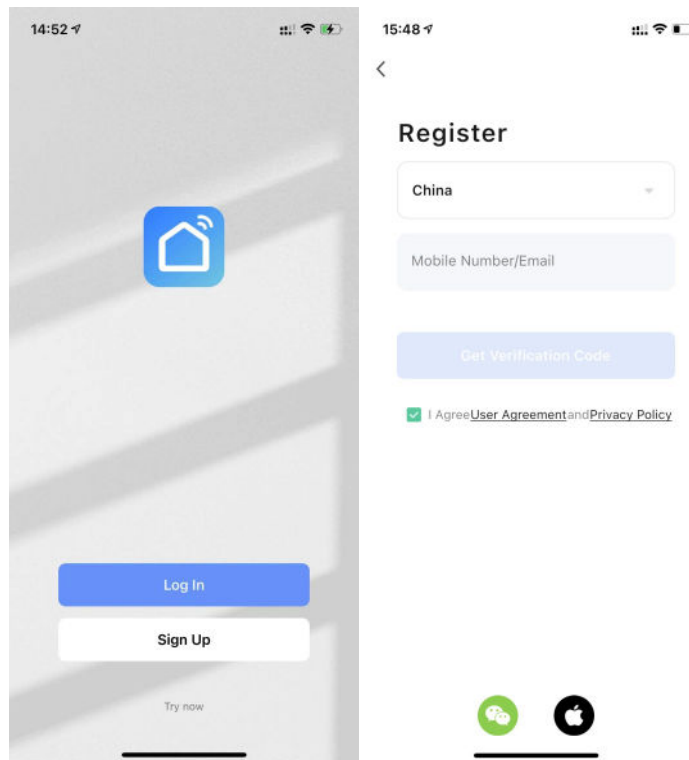 14:52
Log In
Sign Up
Try now
15:48
Register
China
Mobile Number/Email
Get Verification Code
I AgreeUser AgreementandPrivacy Policy